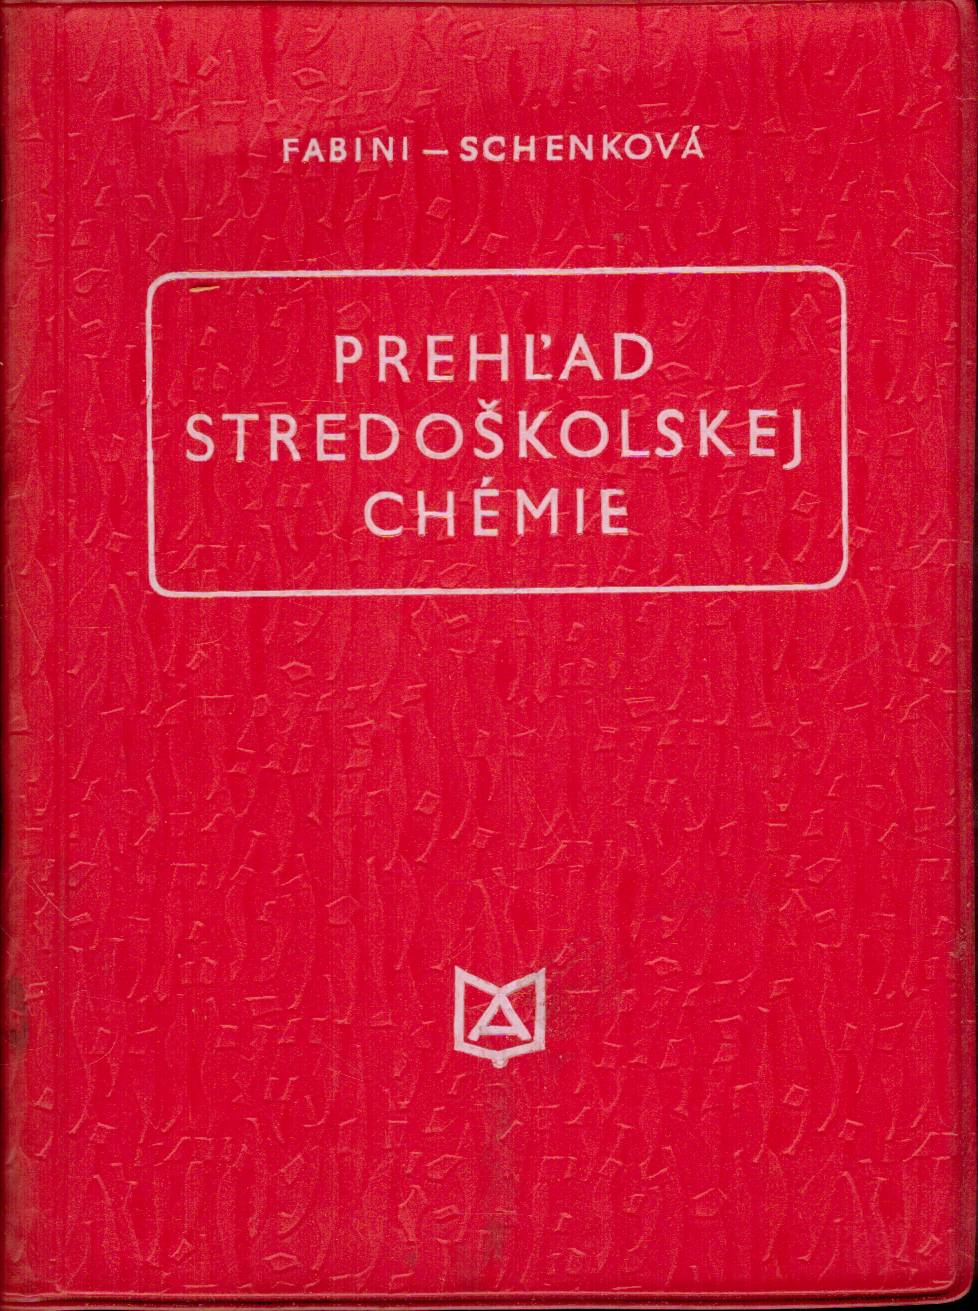 FABINI – SCHENKOVÁ
PREHĽAD
STREDOŠKOLSKEJ
CHÉMIE